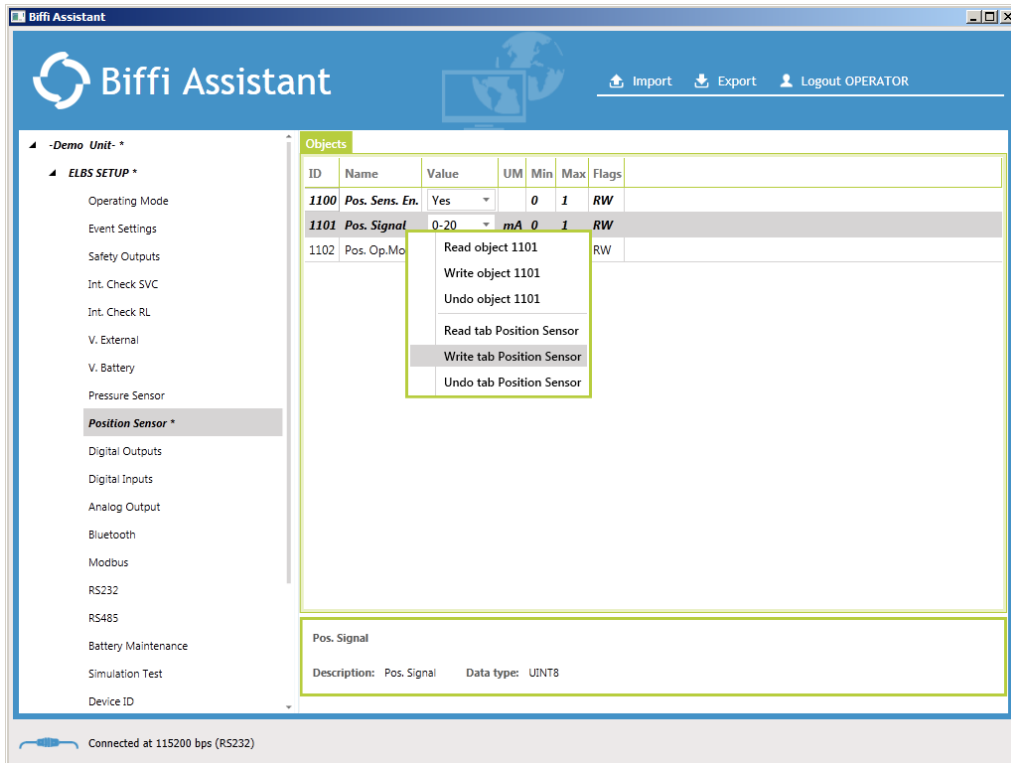 Biffi Assistant
Biffi Assistant
Import Export Logout OPERATOR
-Demo Unit- *
ELBS SETUP *
Operating Mode
Event Settings
Safety Outputs
Int. Check SVC
Int. Check RL
V. External
V. Battery
Pressure Sensor
Position Sensor *
Digital Outputs
Digital Inputs
Analog Output
Bluetooth
Modbus
RS232
RS485
Battery Maintenance
Simulation Test
Device ID
Objects
ID Name Value UM Min Max Flags
1100 Pos. Sens. En. Yes 0 1 RW
1101 Pos. Signal 0-20 mA 0 1 RW
1102 Pos. Op.Mo RW
Read object 1101
Write object 1101
Undo object 1101
Read tab Position Sensor
Write tab Position Sensor
Undo tab Position Sensor
Pos. Signal
Description: Pos. Signal Data type: UINT8
Connected at 115200 bps (RS232)